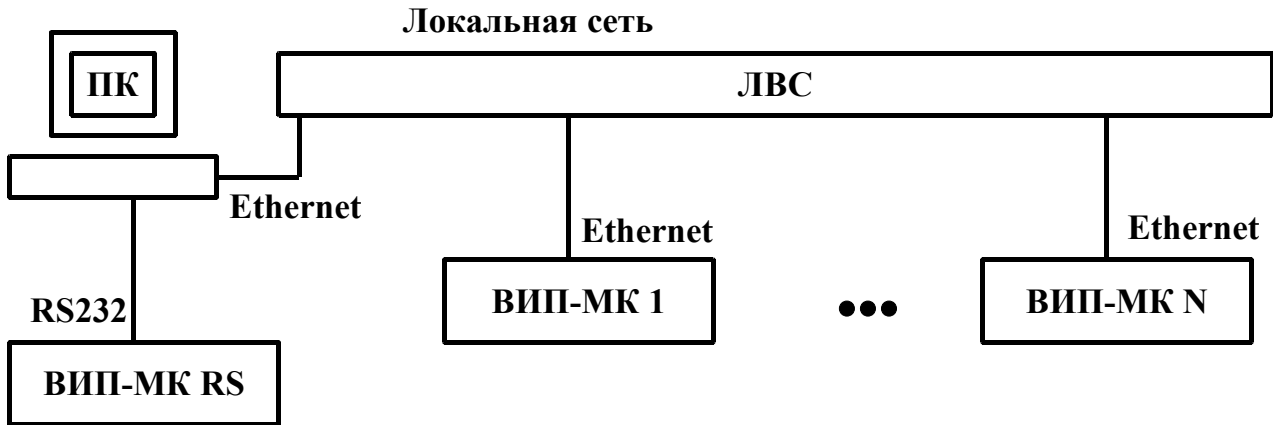 Локальная сеть
ПК
ЛВС
Ethernet
Ethernet
Ethernet
RS232
ВИП-МК 1
ВИП-МК N
ВИП-МК RS